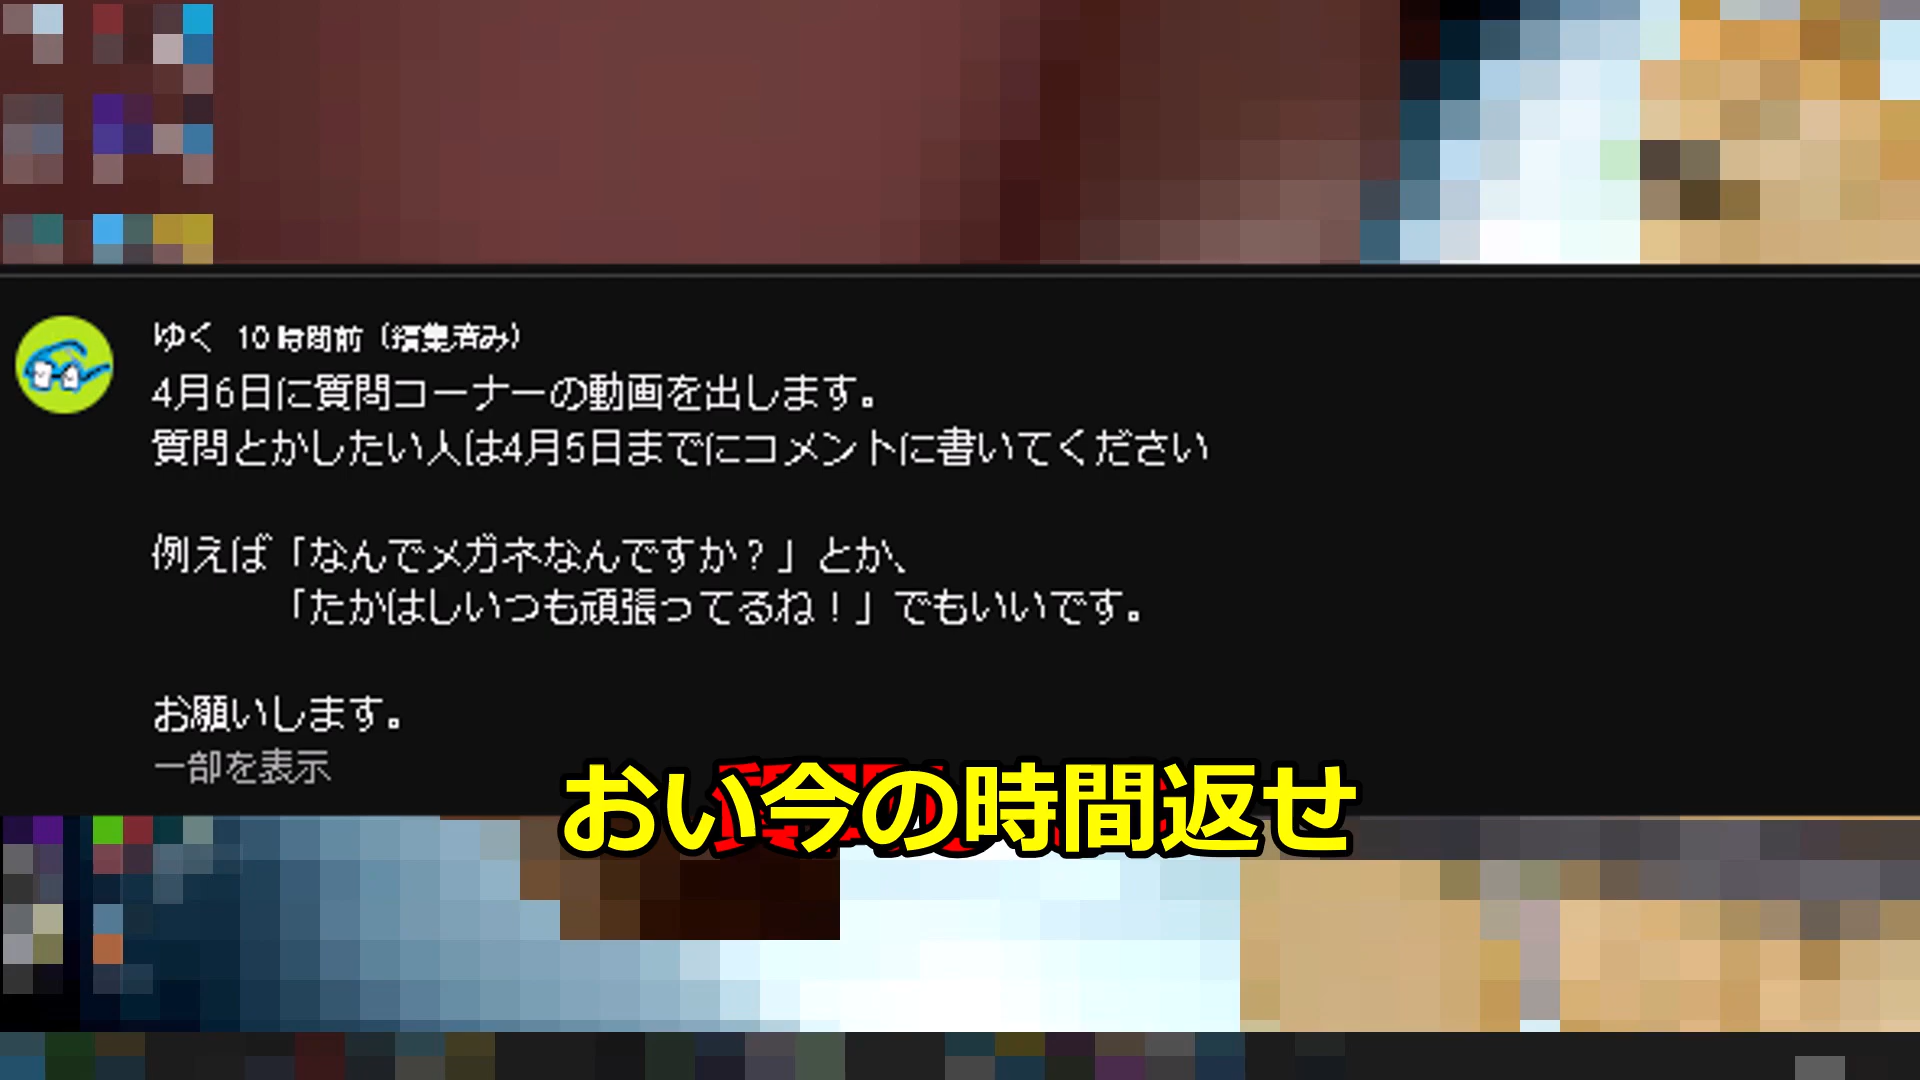 ゆく 10 時間前（編集済み）
4月6日に質問コーナーの動画を出します。
質問とかしたい人は4月5日までにコメントに書いてください
例えば「なんでメガネなんですか？」とか、
「たかはしいつも頑張ってるね！」でもいいです。
お願いします。
一部を表示
おい今の時間返せ